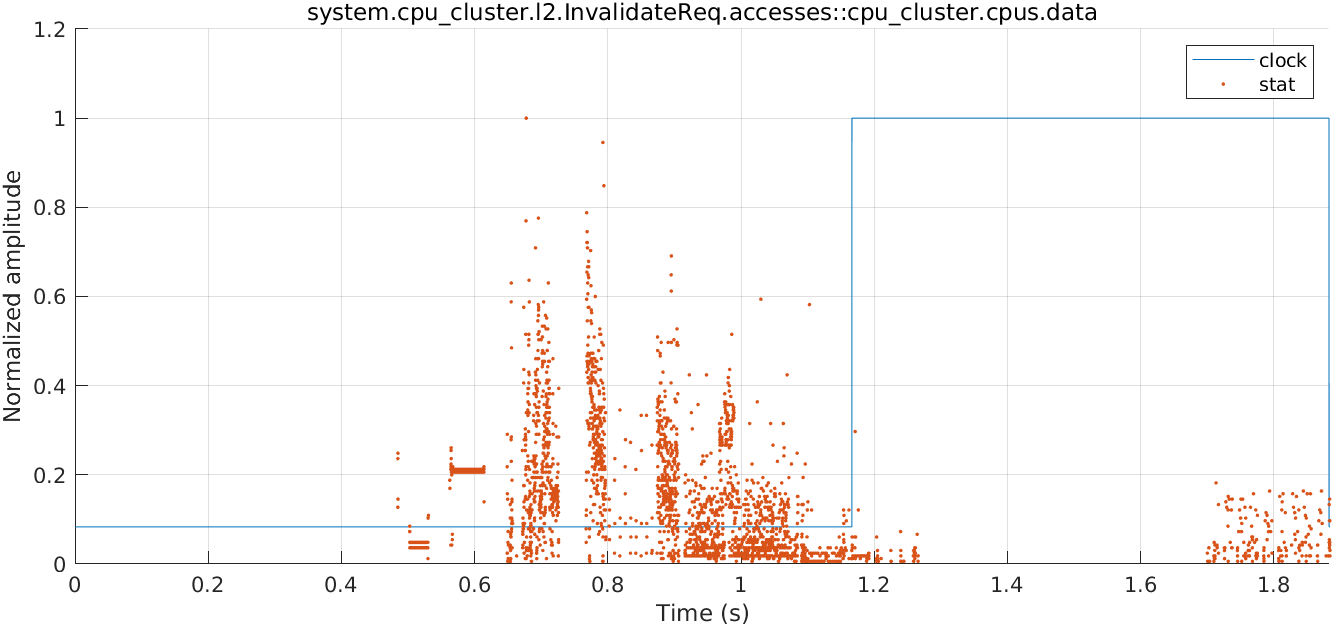 system.cpu_cluster.l2.InvalidateReq.accesses::cpu_cluster.cpus.data
1.2
clock
stat
1
0.8
Normalized amplitude
0.6
0.4
0.2
0
0 0.2 0.4 0.6 0.8 1 1.2 1.4 1.6 1.8
Time (s)